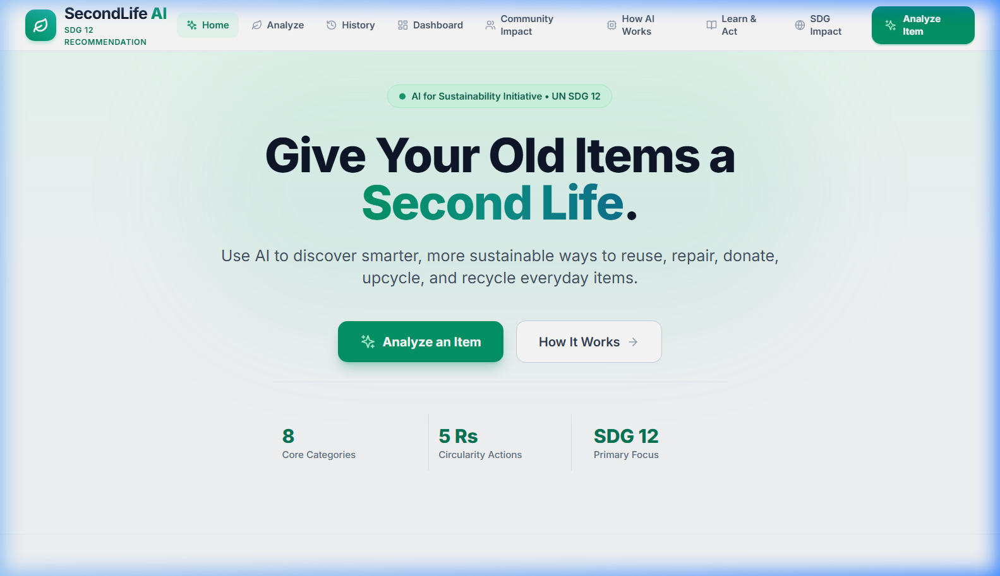 SecondLife AI
SDG 12
RECOMMENDATION
Home
Analyze
History
Dashboard
Community
Impact
How AI
Works
Learn &
Act
SDG
Impact
Analyze
Item
AI for Sustainability Initiative • UN SDG 12
Give Your Old Items a
Second Life.
Use AI to discover smarter, more sustainable ways to reuse, repair, donate,
upcycle, and recycle everyday items.
Analyze an Item
How It Works
8
Core Categories
5 Rs
Circularity Actions
SDG 12
Primary Focus